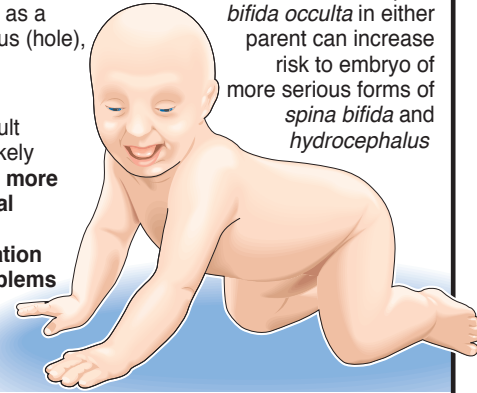 as a
us (hole),
ult
kely
more
al
ation
blems
bifida occulta in either
parent can increase
risk to embryo of
more serious forms of
spina bifida and
hydrocephalus